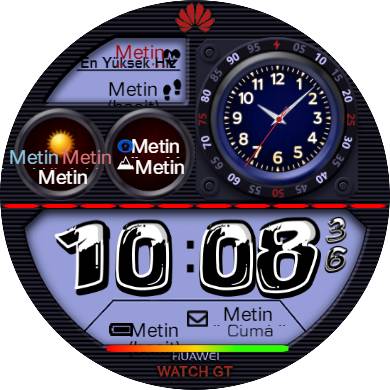 Metin
En Yüksek Hız
Metin
(basit)
95 5 10 15 20 25 30 35 40 45 50 55 60 65 70 75 80 85 90
12 1 2 3 4 5 6 7 8 9 10 11
Metin Metin
Metin
Metin
Metin
10:08
36
Metin
" Cuma "
Metin
HUAWEI
WATCH GT